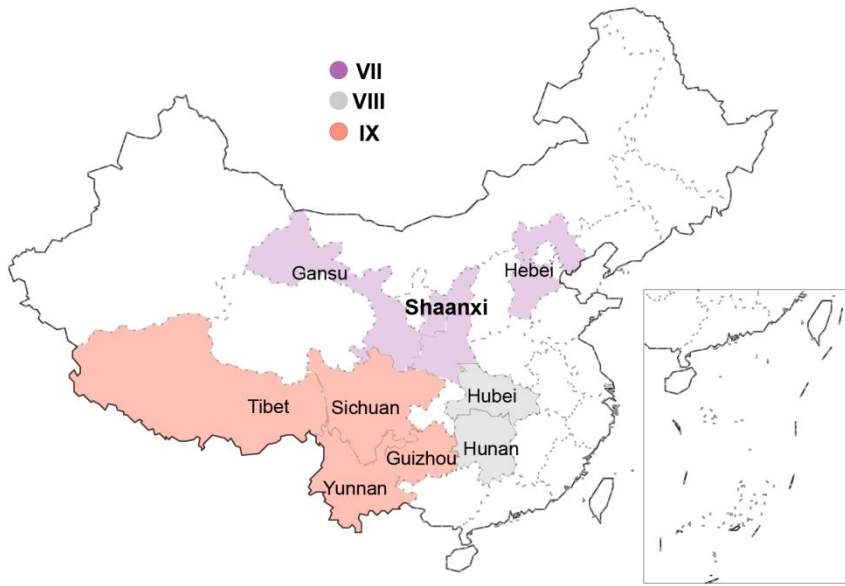 VII
VIII
IX
Gansu
Hebei
Shaanxi
Tibet
Sichuan
Hubei
Guizhou
Hunan
Yunnan